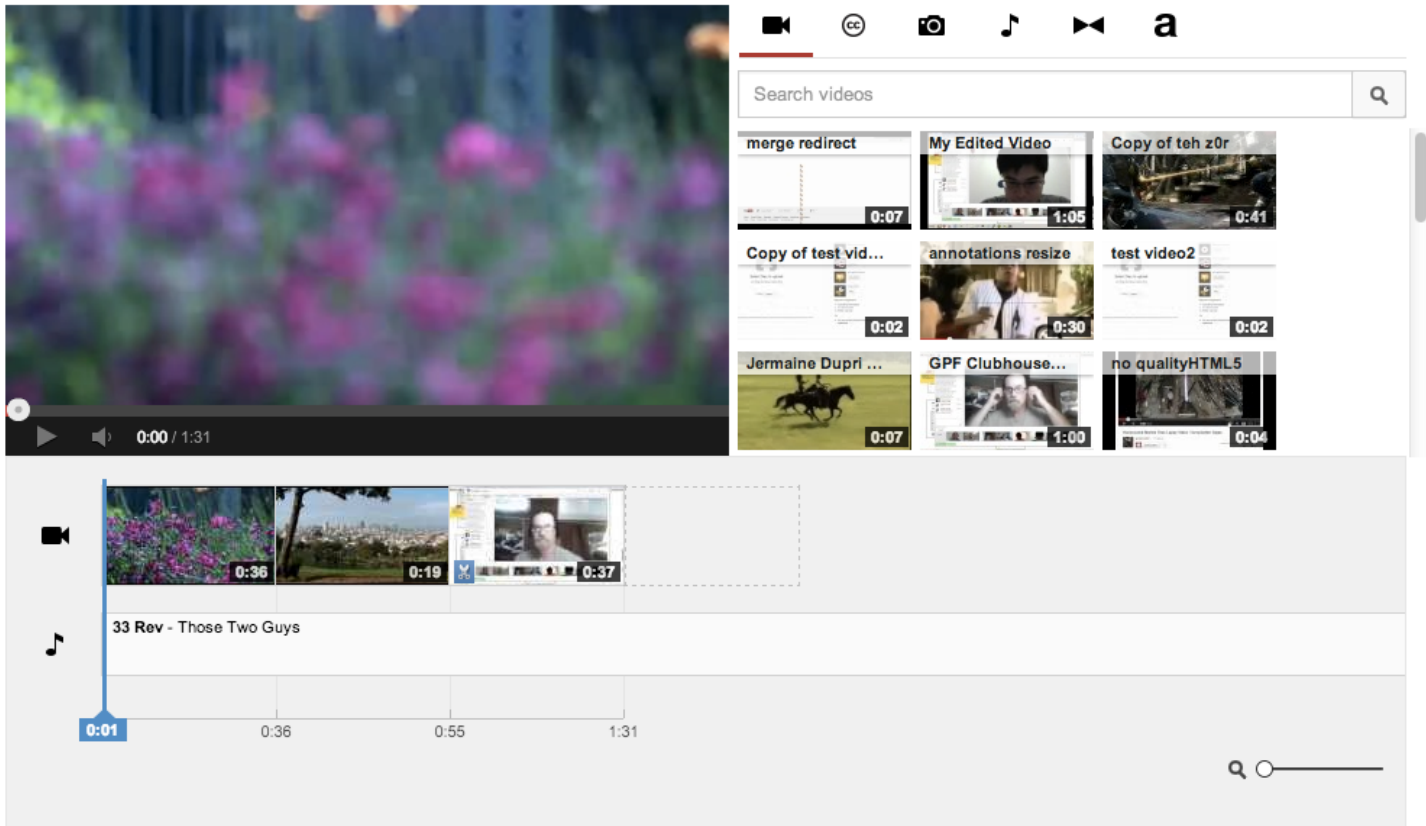 cc
a
Search videos
merge redirect
0:07
My Edited Video
1:05
Copy of teh z0r
0:41
Copy of test vid...
0:02
annotations resize
0:30
test video2
0:02
Jermaine Dupri ...
0:07
GPF Clubhouse...
1:00
no qualityHTML5
0:04
0:00 / 1:31
0:36
0:19
0:37
33 Rev - Those Two Guys
0:01
0:36
0:55
1:31